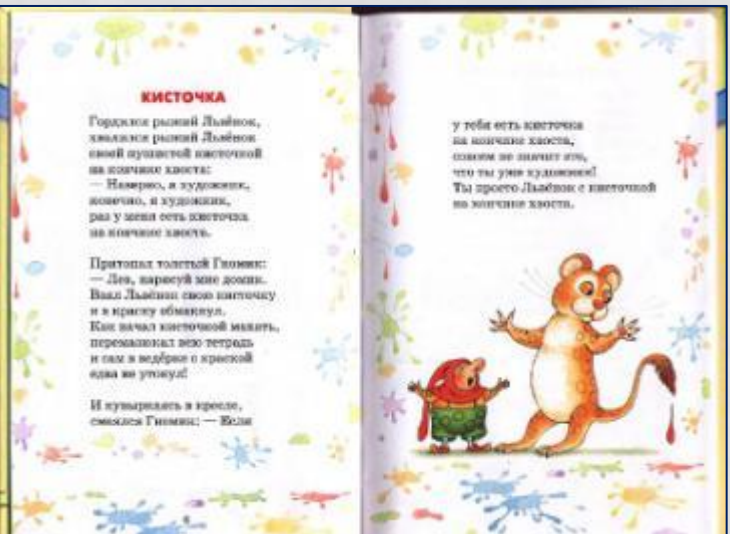 КИСТОЧКА
Гордился рыжий Львёнок,
хвалился рыжий Львёнок
своей пушистой кисточкой
на кончике хвоста:
— Наверно, я художник,
конечно, я художник,
раз у меня есть кисточка
на кончике хвоста.
Притопал толстый Гномик:
— Лев, нарисуй мне домик.
Взял Львёнок свою кисточку
и в краску обмакнул.
Как начал кисточкой махать,
перемазюкал всю тетрадь
и сам в ведёрке с краской
едва не утонул!
И кувыркаясь в кресле,
смеялся Гномик: — Если
у тебя есть кисточка
на кончике хвоста,
совсем не значит это,
что ты уже художник!
Ты просто Львёнок с кисточкой
на кончике хвоста.